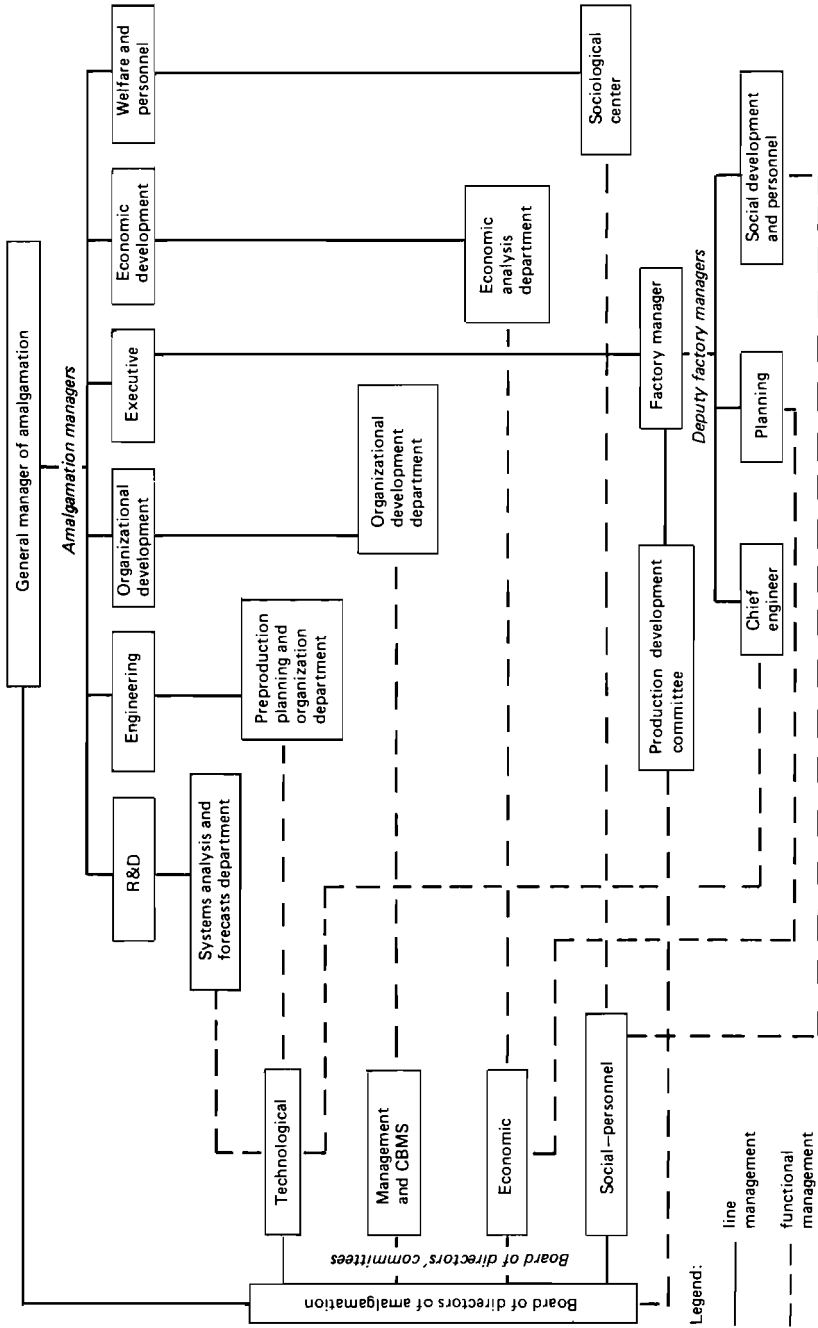 General manager of amalgamation
Amalgamation managers
R&D
Engineering
Organizational
development
Executive
Economic
development
Welfare and
personnel
Systems analysis and
forecasts department
Preproduction
planning and
organization
department
Organizational
development
department
Economic
analysis
department
Sociological
center
Board of directors of amalgamation
Board of directors' committees
Technological
Management
and CBMS
Economic
Social–personnel
Production development
committee
Factory manager
Deputy factory managers
Chief
engineer
Planning
Social development
and personnel
Legend:
line
management
functional
management